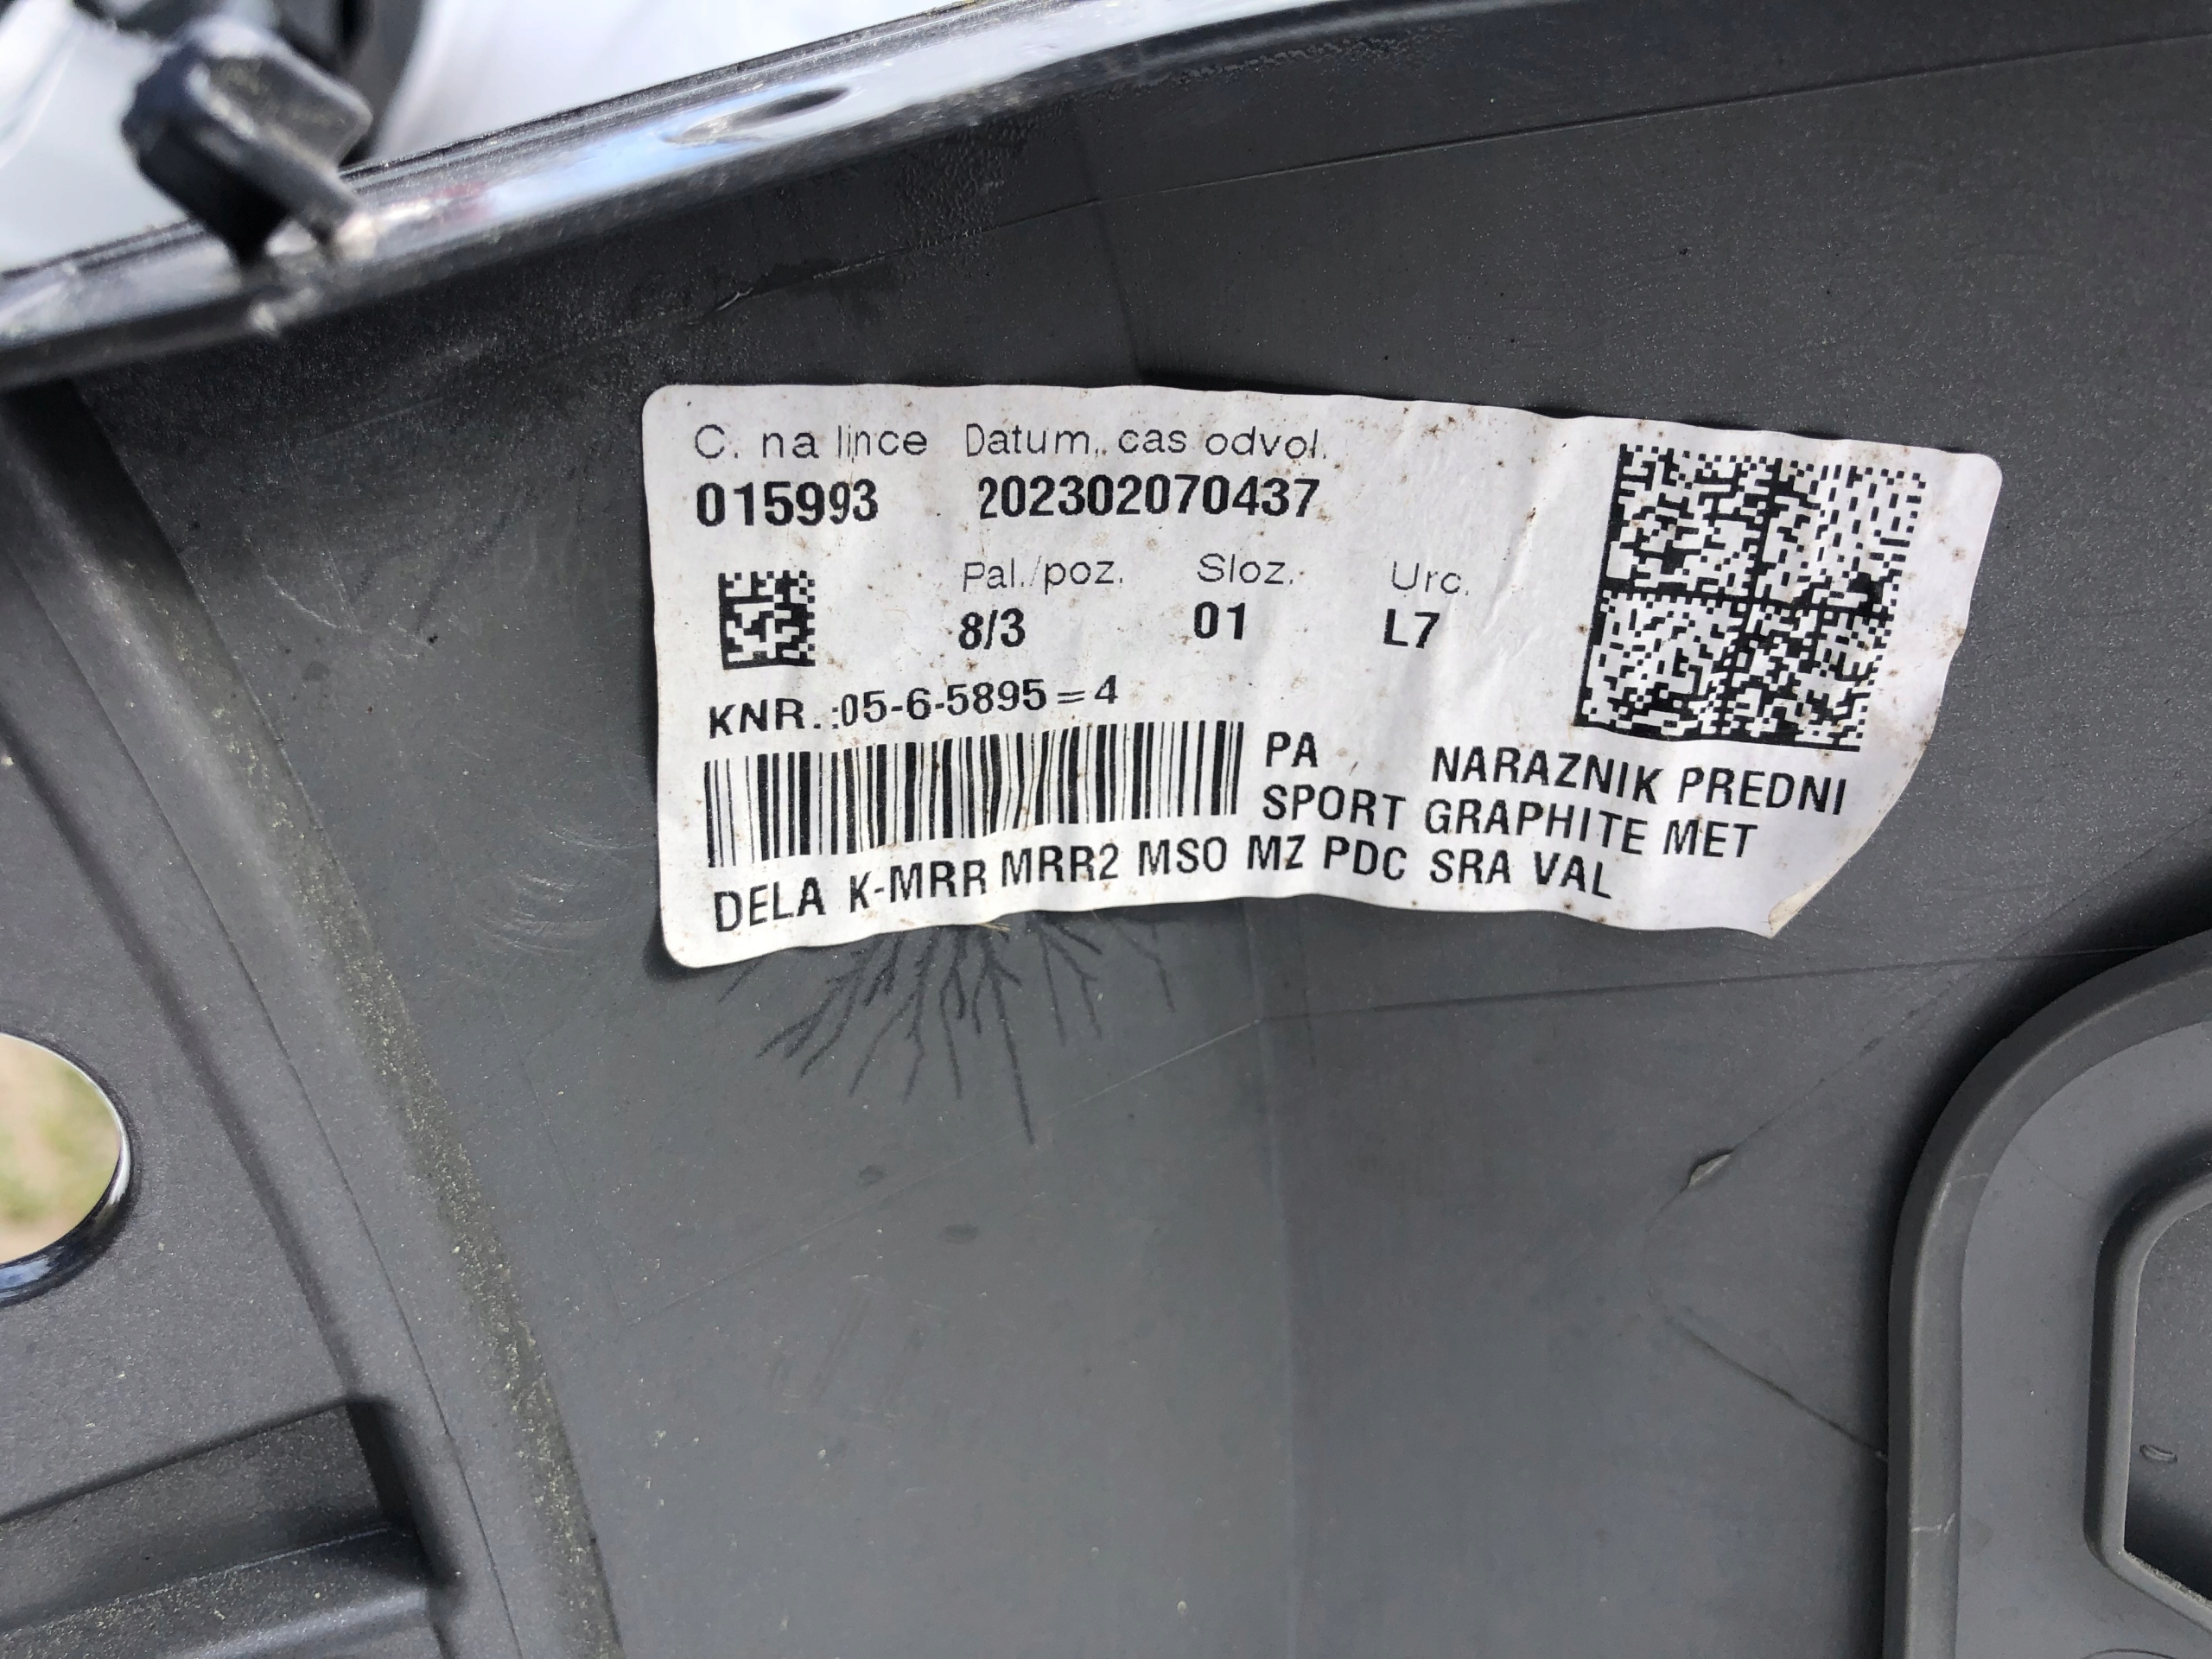 C. na lince Datum, cas odvol.
015993 202302070437
Pal./poz. Sloz. Urc.
8/3 01 L7
KNR.:05-6-5895=4
PA NARAZNIK PREDNI
SPORT GRAPHITE MET
DELA K-MRR MRR2 MSO MZ PDC SRA VAL